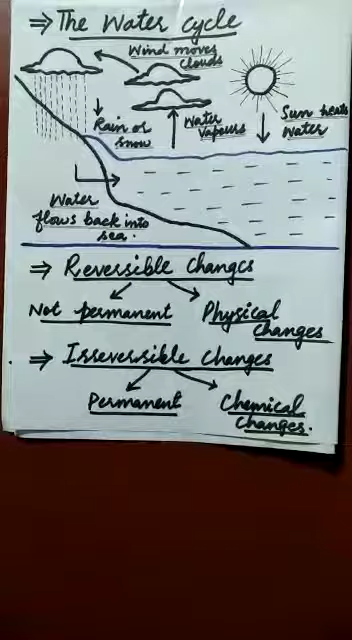 ⇒ The Water cycle
Wind moves
clouds
Rain or
snow
Water
Vapours
Sun heats
Water
Water
flows back into
sea.
⇒ Reversible Changes
Not permanent
Physical
Changes
⇒ Irreversible Changes
Permanent
Chemical
Changes.